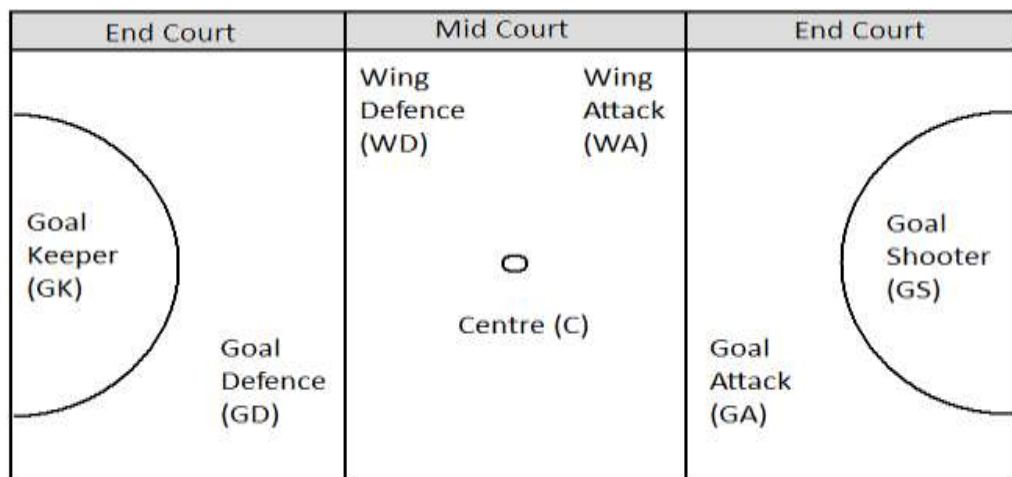 End Court
Mid Court
End Court
Wing
Defence
(WD)
Wing
Attack
(WA)
Goal
Keeper
(GK)
Goal
Shooter
(GS)
Centre (C)
Goal
Defence
(GD)
Goal
Attack
(GA)